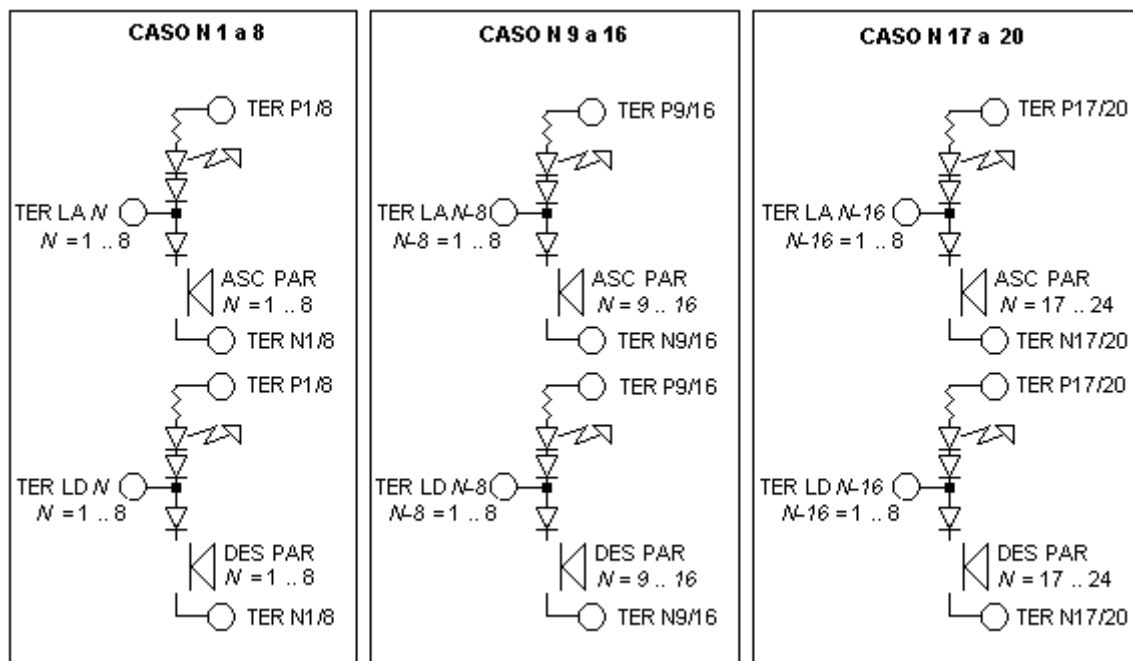 CASO N 1 a 8
TER P1/8
TER LA N
N = 1 .. 8
ASC PAR
N = 1 .. 8
TER N1/8
TER P1/8
TER LD N
N = 1 .. 8
DES PAR
N = 1 .. 8
TER N1/8
CASO N 9 a 16
TER P9/16
TER LA N-8
N-8 = 1 .. 8
ASC PAR
N = 9 .. 16
TER N9/16
TER P9/16
TER LD N-8
N-8 = 1 .. 8
DES PAR
N = 9 .. 16
TER N9/16
CASO N 17 a 20
TER P17/20
TER LA N-16
N-16 = 1 .. 8
ASC PAR
N = 17 .. 24
TER N17/20
TER P17/20
TER LD N-16
N-16 = 1 .. 8
DES PAR
N = 17 .. 24
TER N17/20